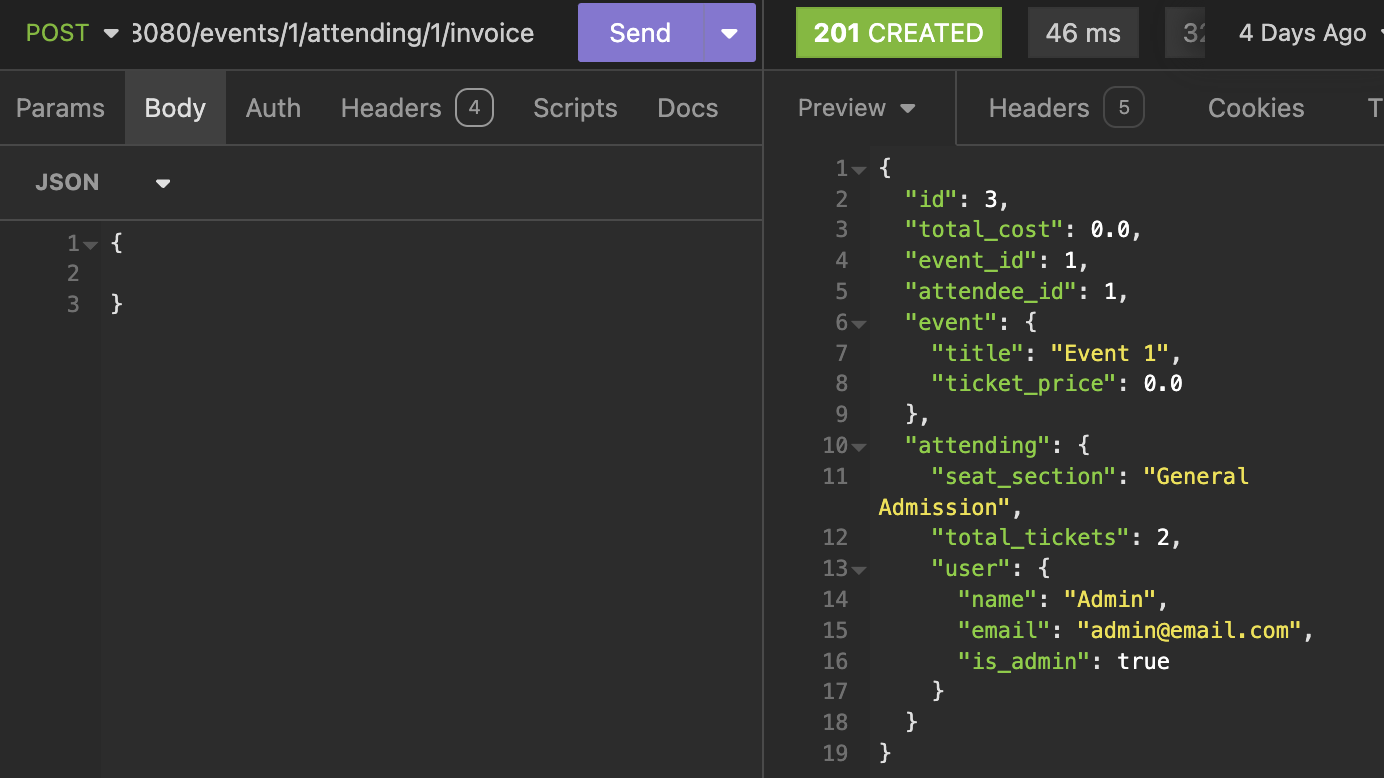 POST 8080/events/1/attending/1/invoice Send
201 CREATED 46 ms 4 Days Ago
Params Body Auth Headers 4 Scripts Docs
Preview Headers 5 Cookies
JSON
1 {
2
3 }
1 {
2 "id": 3,
3 "total_cost": 0.0,
4 "event_id": 1,
5 "attendee_id": 1,
6 "event": {
7 "title": "Event 1",
8 "ticket_price": 0.0
9 },
10 "attending": {
11 "seat_section": "General
Admission",
12 "total_tickets": 2,
13 "user": {
14 "name": "Admin",
15 "email": "admin@email.com",
16 "is_admin": true
17 }
18 }
19 }